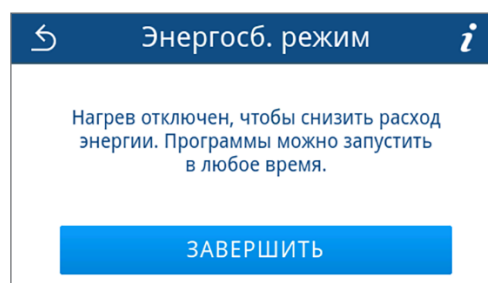 Энергосб. режим
i
Нагрев отключен, чтобы снизить расход
энергии. Программы можно запустить
в любое время.
ЗАВЕРШИТЬ